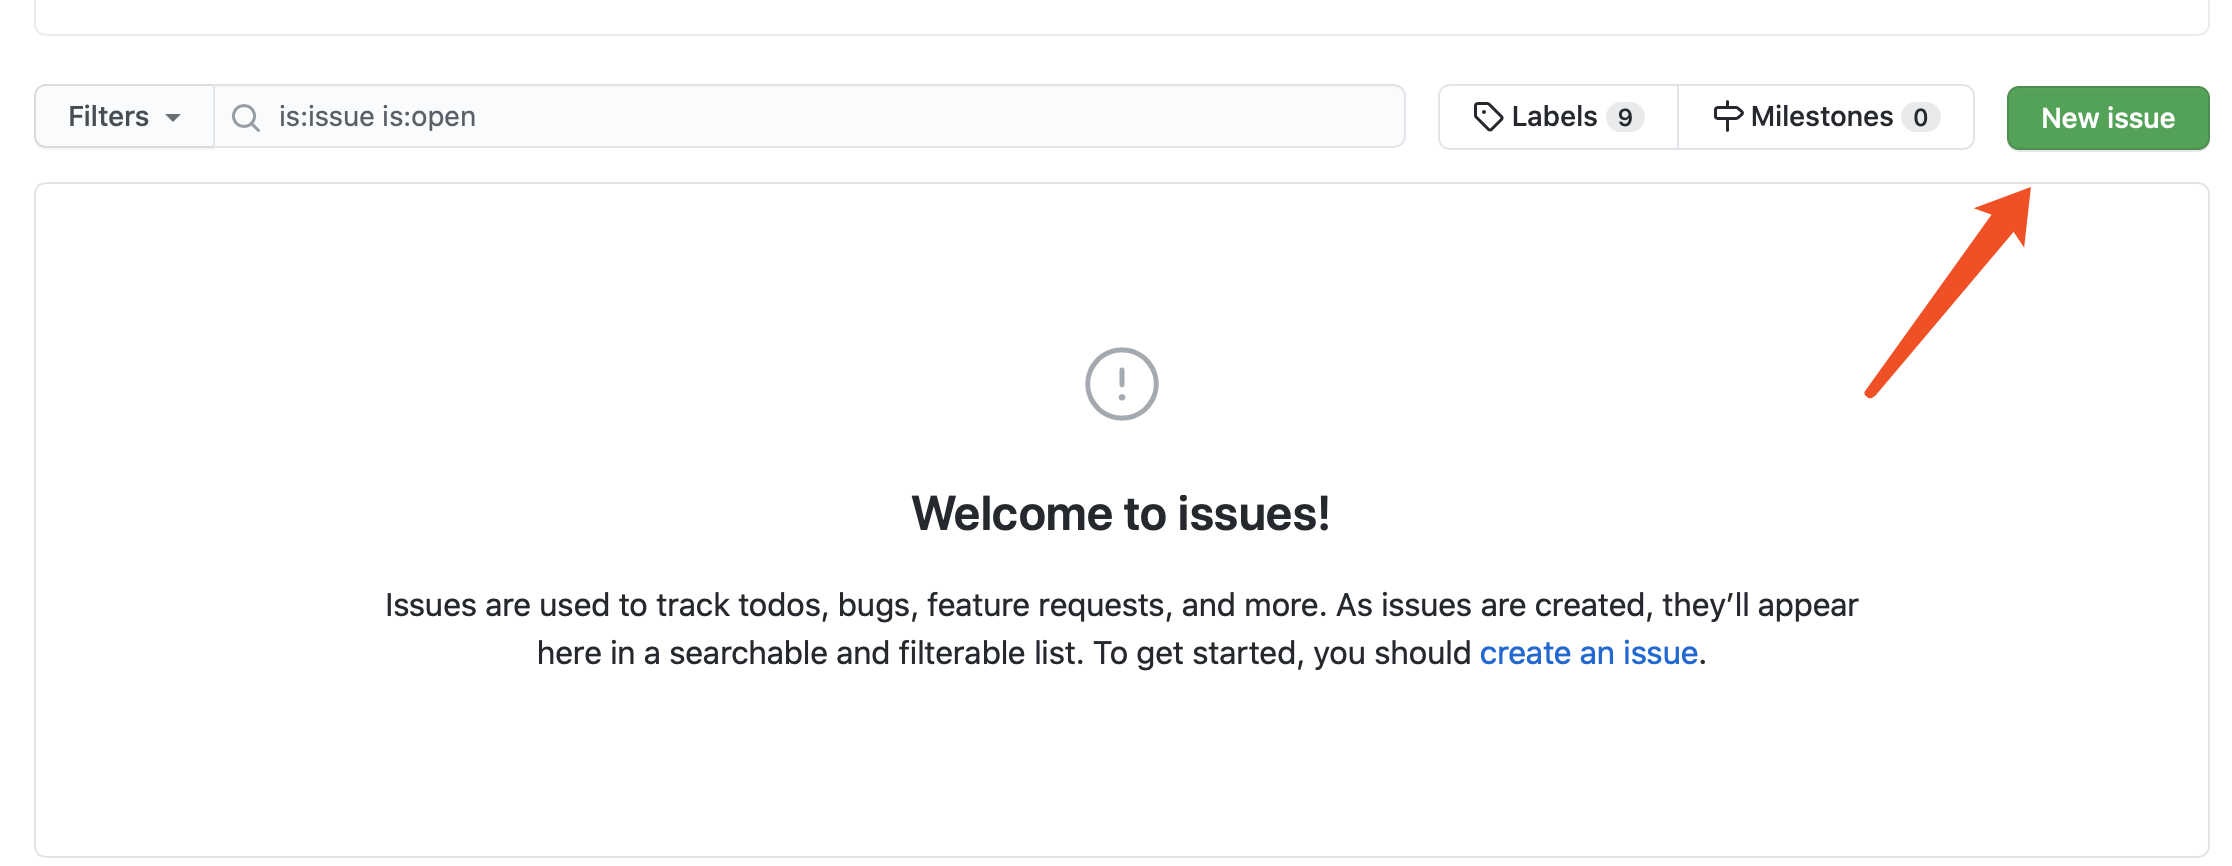 Filters is:issue is:open Labels 9 Milestones 0 New issue
Welcome to issues!
Issues are used to track todos, bugs, feature requests, and more. As issues are created, they’ll appear
here in a searchable and filterable list. To get started, you should create an issue.